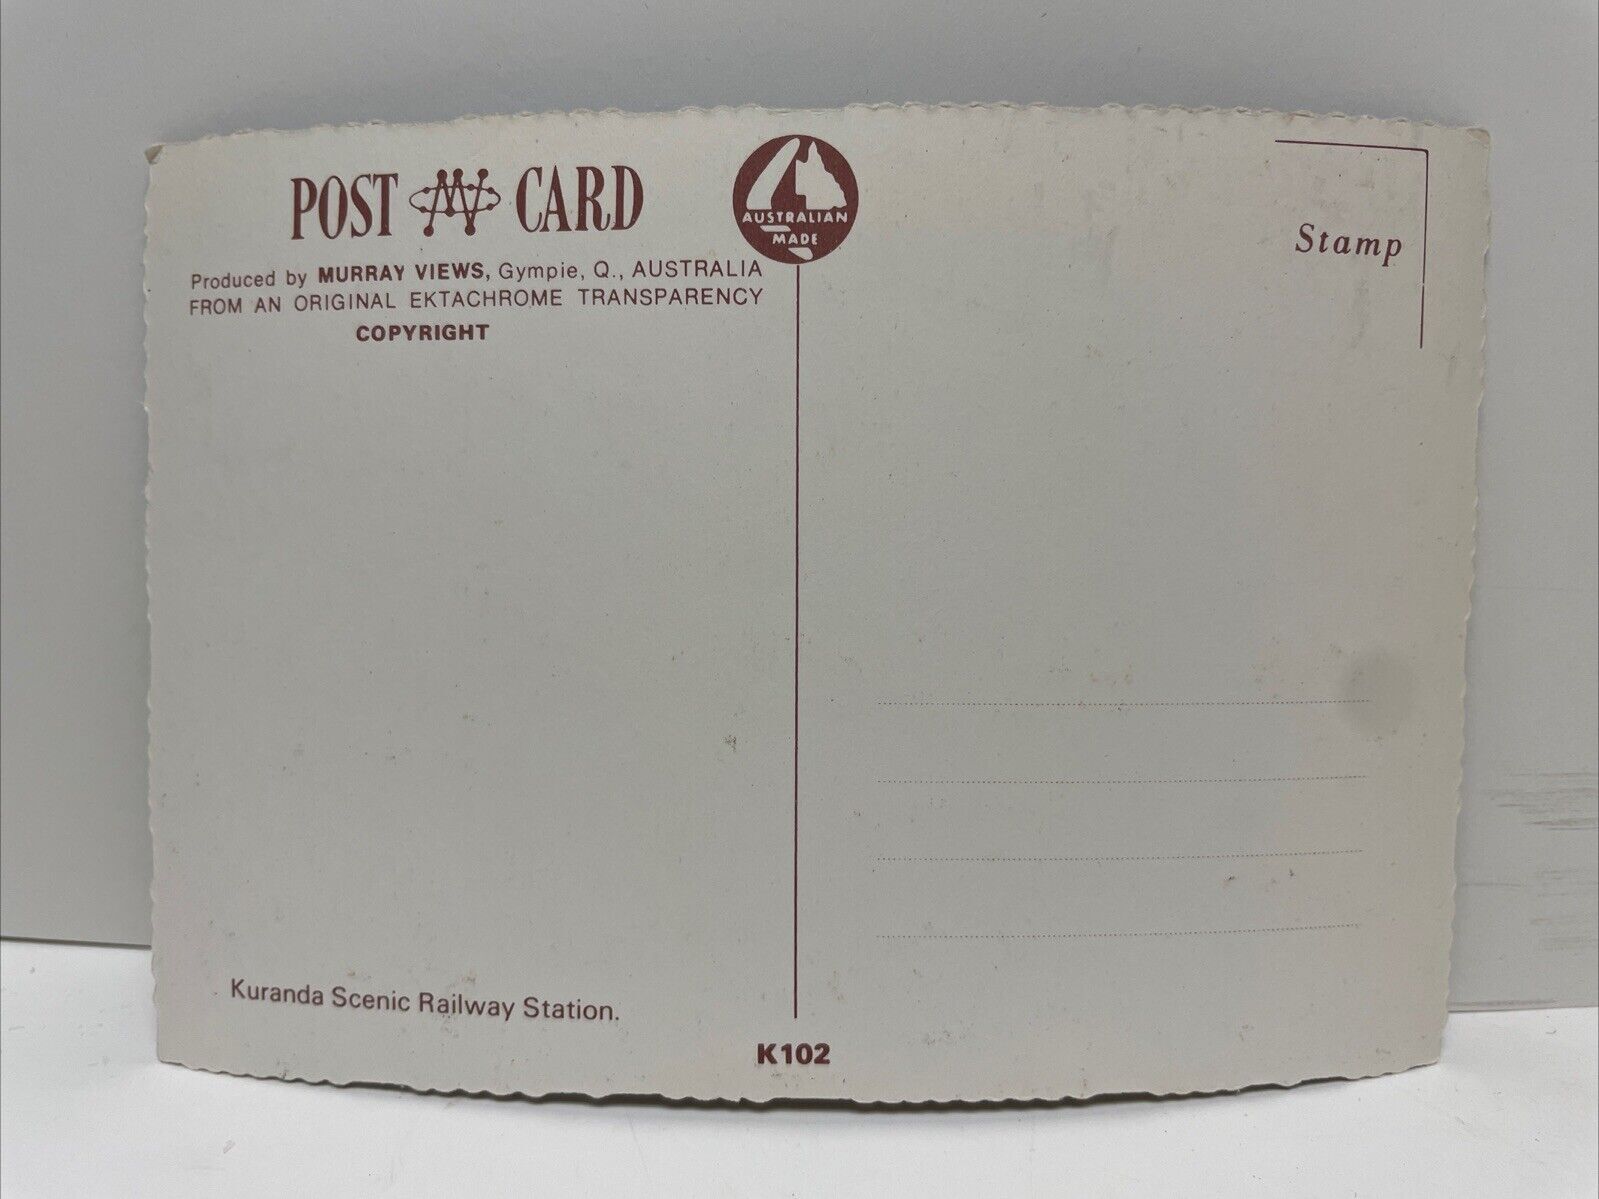 POST MV CARD
Produced by MURRAY VIEWS, Gympie, Q., AUSTRALIA
FROM AN ORIGINAL EKTACHROME TRANSPARENCY
COPYRIGHT
AUSTRALIAN
MADE
Stamp
Kuranda Scenic Railway Station.
K102